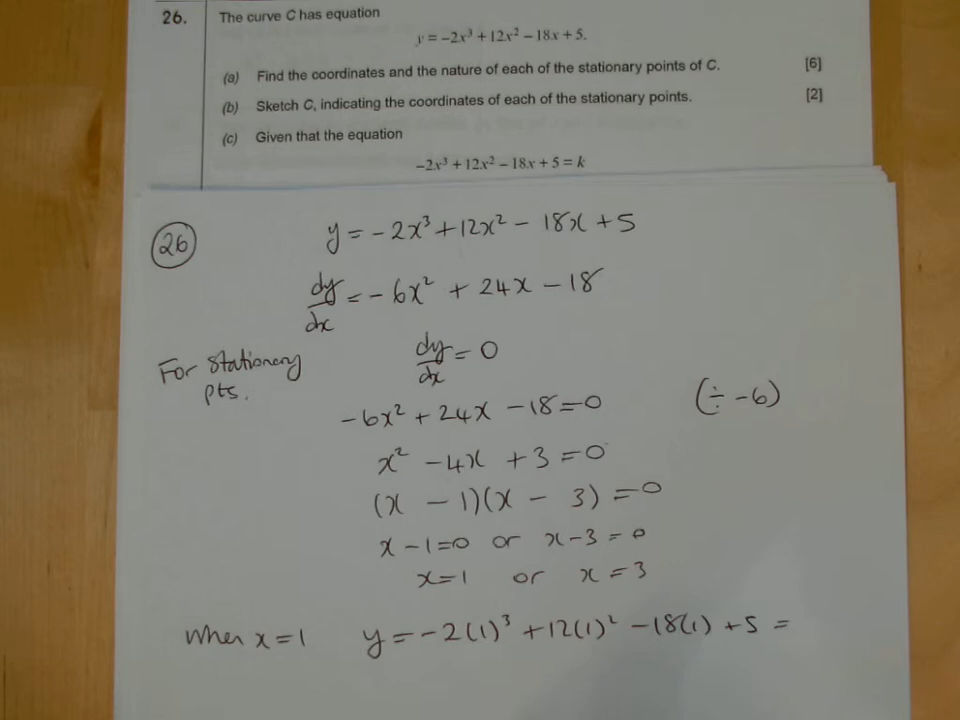 26. The curve C has equation
y = −2x³ + 12x² − 18x + 5.
(a) Find the coordinates and the nature of each of the stationary points of C. [6]
(b) Sketch C, indicating the coordinates of each of the stationary points. [2]
(c) Given that the equation
−2x³ + 12x² − 18x + 5 = k
26 y = -2x³ + 12x² - 18x + 5
dy/dx = -6x² + 24x - 18
For stationary pts. dy/dx = 0
-6x² + 24x - 18 = 0 (÷ -6)
x² - 4x + 3 = 0
(x - 1)(x - 3) = 0
x - 1 = 0 or x - 3 = 0
x = 1 or x = 3
When x = 1 y = -2(1)³ + 12(1)² - 18(1) + 5 =